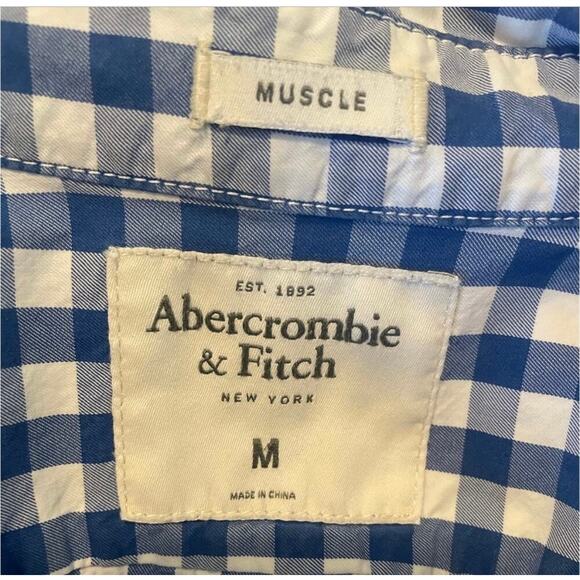 MUSCLE
EST. 1892
Abercrombie
& Fitch
NEW YORK
M
MADE IN CHINA